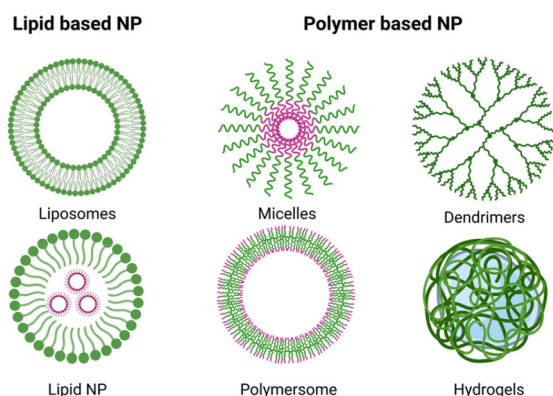 Lipid based NP
Polymer based NP
Liposomes
Micelles
Dendrimers
Lipid NP
Polymersome
Hydrogels